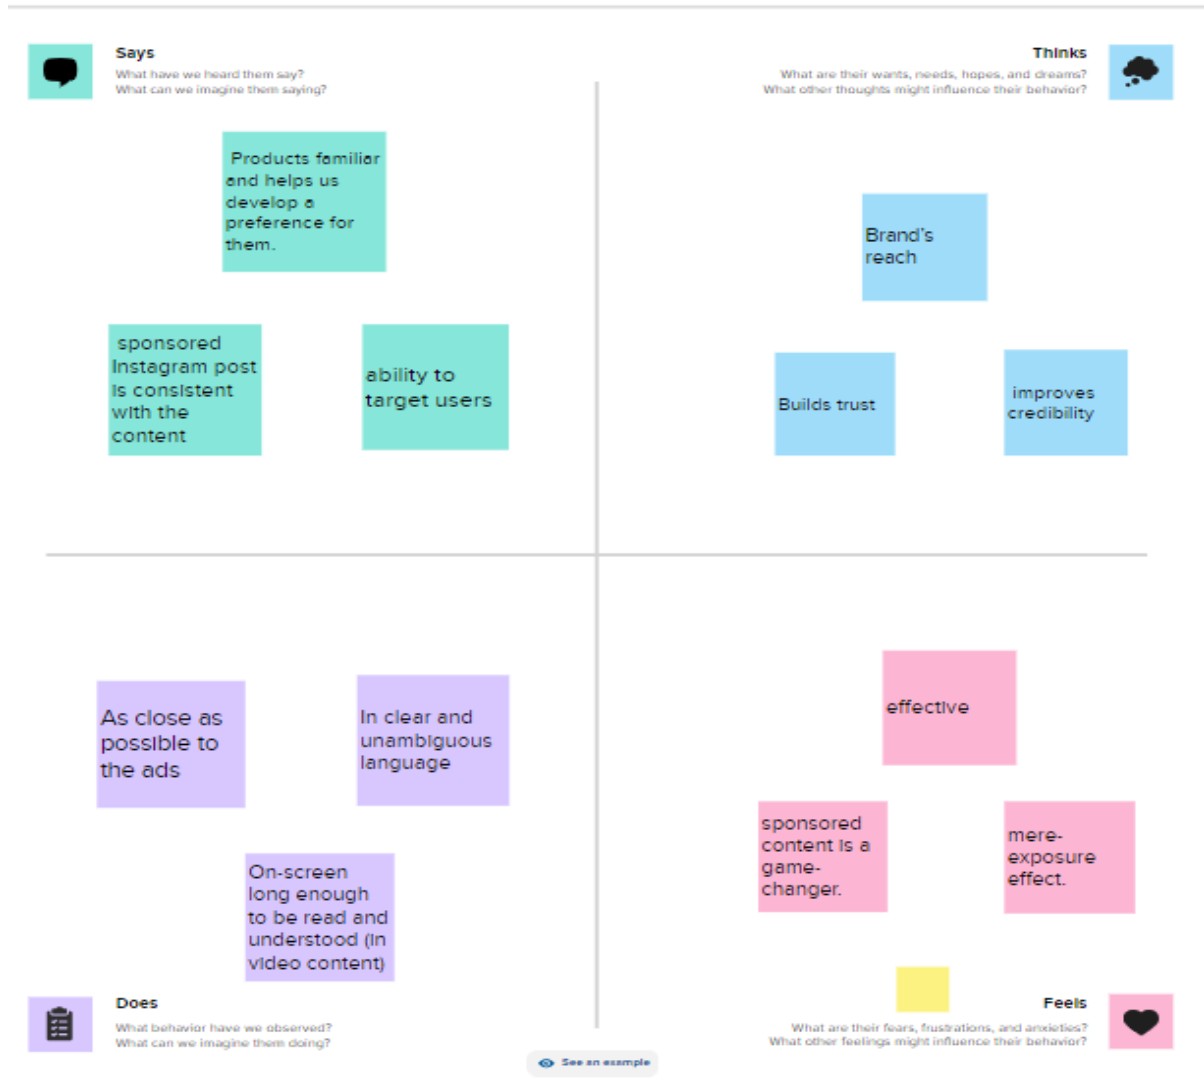 Says
What have we heard them say?
What can we imagine them saying?
Products familiar
and helps us
develop a
preference for
them.
sponsored
Instagram post
is consistent
with the
content
ability to
target users
Thinks
What are their wants, needs, hopes, and dreams?
What other thoughts might influence their behavior?
Brand's
reach
Builds trust
improves
credibility
As close as
possible to
the ads
In clear and
unambiguous
language
On-screen
long enough
to be read and
understood (in
video content)
Does
What behavior have we observed?
What can we imagine them doing?
effective
sponsored
content is a
game-
changer.
mere-
exposure
effect.
Feels
What are their fears, frustrations, and anxieties?
What other feelings might influence their behavior?
See an example